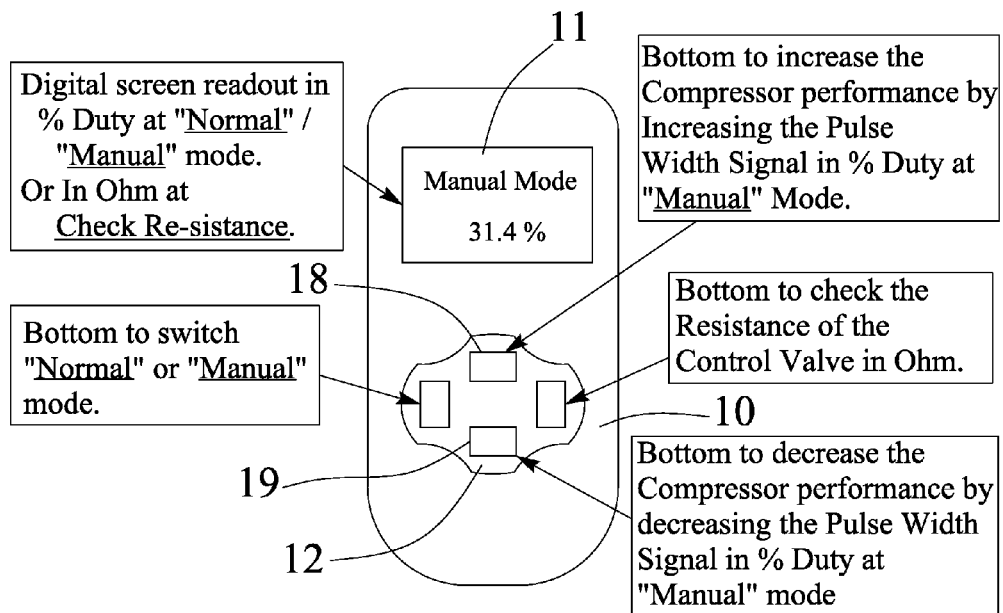 11
Digital screen readout in
% Duty at "Normal" /
"Manual" mode.
Or In Ohm at
Check Re-sistance.
Bottom to increase the
Compressor performance by
Increasing the Pulse
Width Signal in % Duty at
"Manual" Mode.
Manual Mode
31.4 %
18
Bottom to switch
"Normal" or "Manual"
mode.
Bottom to check the
Resistance of the
Control Valve in Ohm.
10
19
12
Bottom to decrease the
Compressor performance by
decreasing the Pulse Width
Signal in % Duty at
"Manual" mode